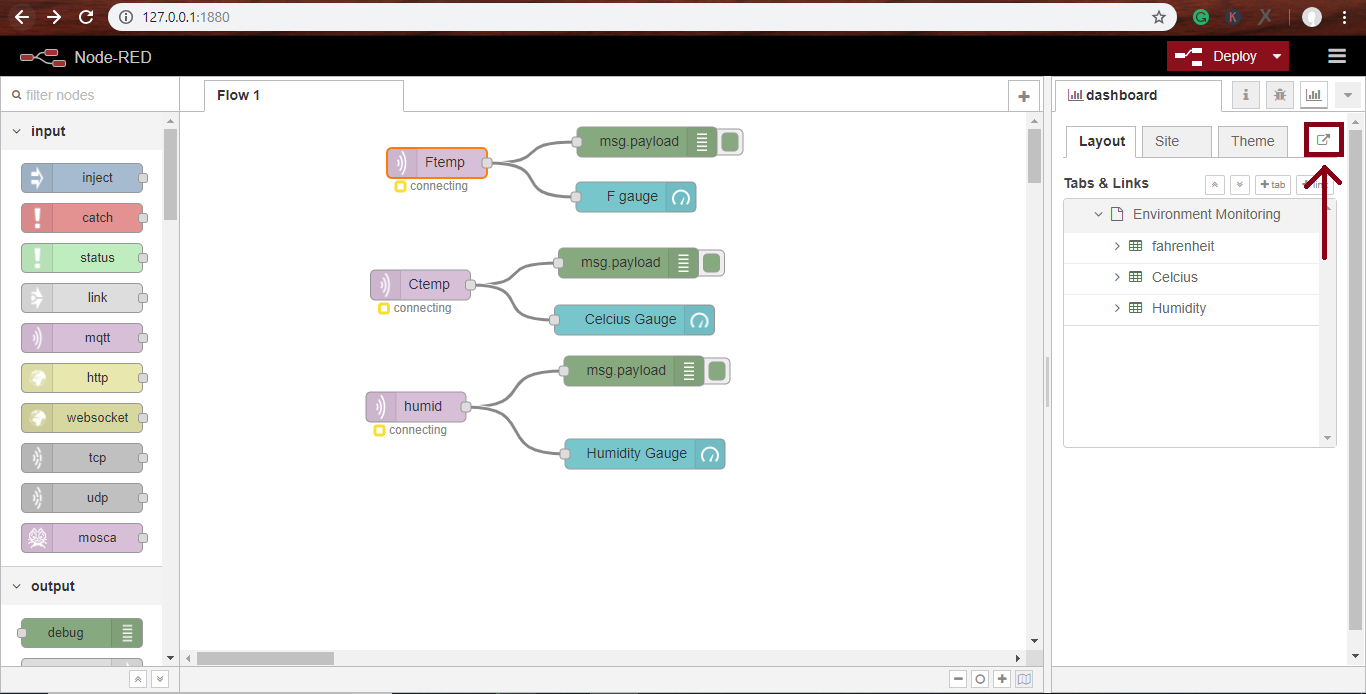 127.0.0.1:1880
K
X
Node-RED
Deploy
filter nodes
input
inject
catch
status
link
mqtt
http
websocket
tcp
udp
mosca
output
debug
Flow 1
Ftemp
connecting
msg.payload
F gauge
Ctemp
connecting
msg.payload
Celcius Gauge
humid
connecting
msg.payload
Humidity Gauge
dashboard
i
Layout
Site
Theme
Tabs & Links
+ tab
Environment Monitoring
fahrenheit
Celcius
Humidity